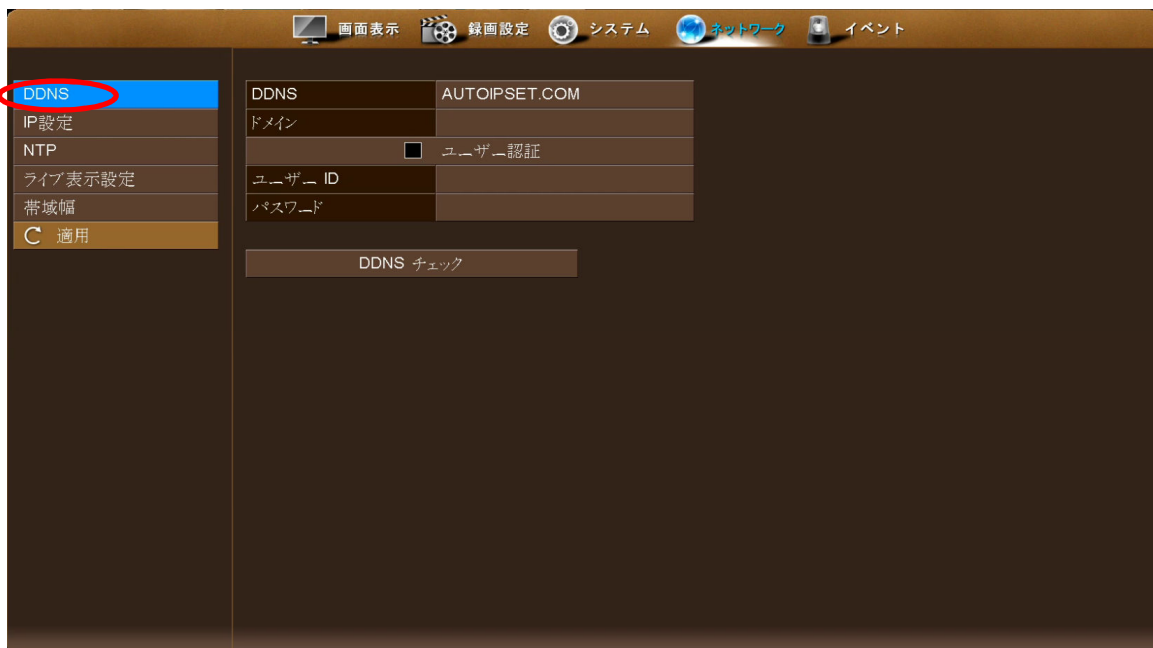 画面表示 録画設定 システム ネットワーク イベント
DDNS
IP設定
NTP
ライブ表示設定
帯域幅
適用
DDNS AUTOIPSET.COM
ドメイン
ユーザー認証
ユーザー ID
パスワード
DDNS チェック